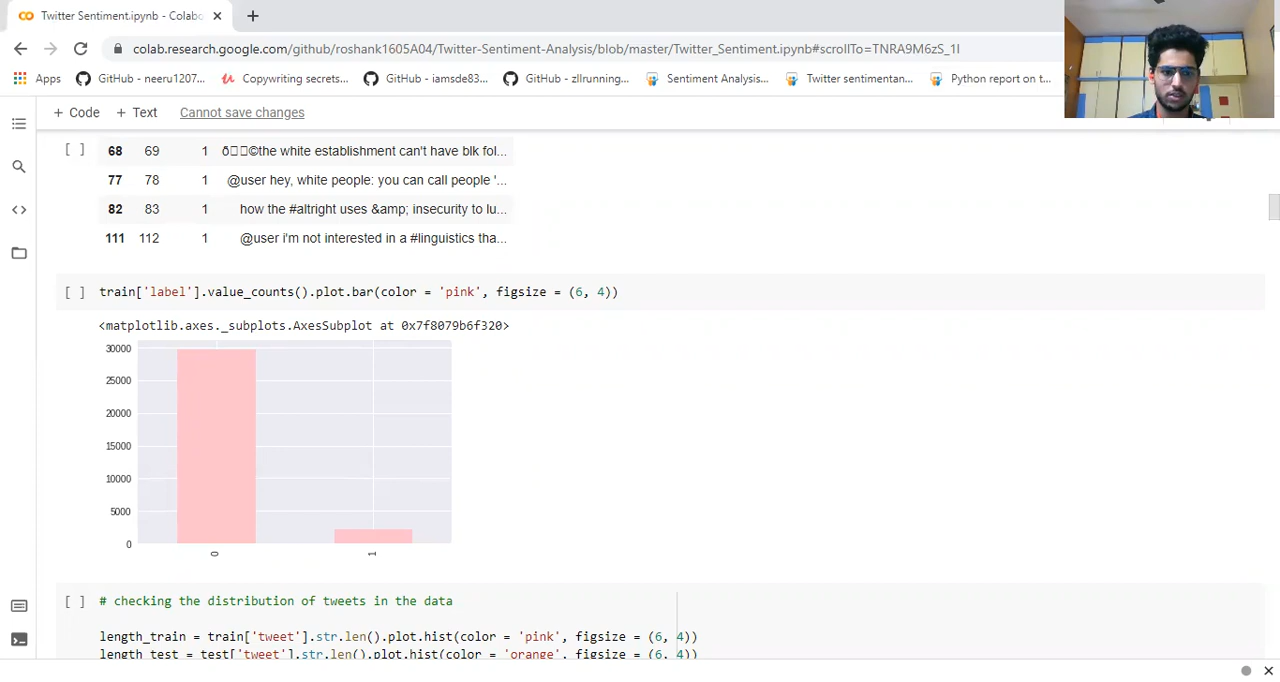 Twitter Sentiment.ipynb - Colabo
colab.research.google.com/github/roshank1605A04/Twitter-Sentiment-Analysis/blob/master/Twitter_Sentiment.ipynb#scrollTo=TNRA9M6zS_1I
Apps GitHub - neeru1207... Copywriting secrets... GitHub - iamsde83... GitHub - zllrunning... Sentiment Analysis... Twitter sentimentan... Python report on t...
+ Code + Text Cannot save changes
[ ] 68 69 1 ð□□©the white establishment can't have blk fol...
77 78 1 @user hey, white people: you can call people '...
82 83 1 how the #altright uses &amp; insecurity to lu...
111 112 1 @user i'm not interested in a #linguistics tha...
[ ] train['label'].value_counts().plot.bar(color = 'pink', figsize = (6, 4))
<matplotlib.axes._subplots.AxesSubplot at 0x7f8079b6f320>
30000
25000
20000
15000
10000
5000
0
0 1
[ ] # checking the distribution of tweets in the data
length_train = train['tweet'].str.len().plot.hist(color = 'pink', figsize = (6, 4))
length_test = test['tweet'].str.len().plot.hist(color = 'orange', figsize = (6, 4))